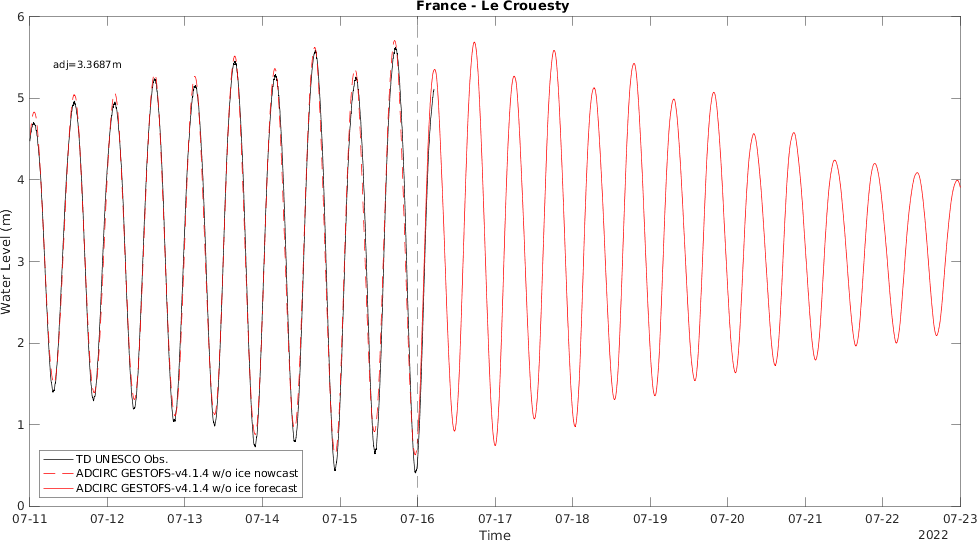 France - Le Crouesty
adj=3.3687m
Water Level (m)
6
5
4
3
2
1
0
TD UNESCO Obs.
ADCIRC GESTOFS-v4.1.4 w/o ice nowcast
ADCIRC GESTOFS-v4.1.4 w/o ice forecast
07-11 07-12 07-13 07-14 07-15 07-16 07-17 07-18 07-19 07-20 07-21 07-22 07-23
Time
2022